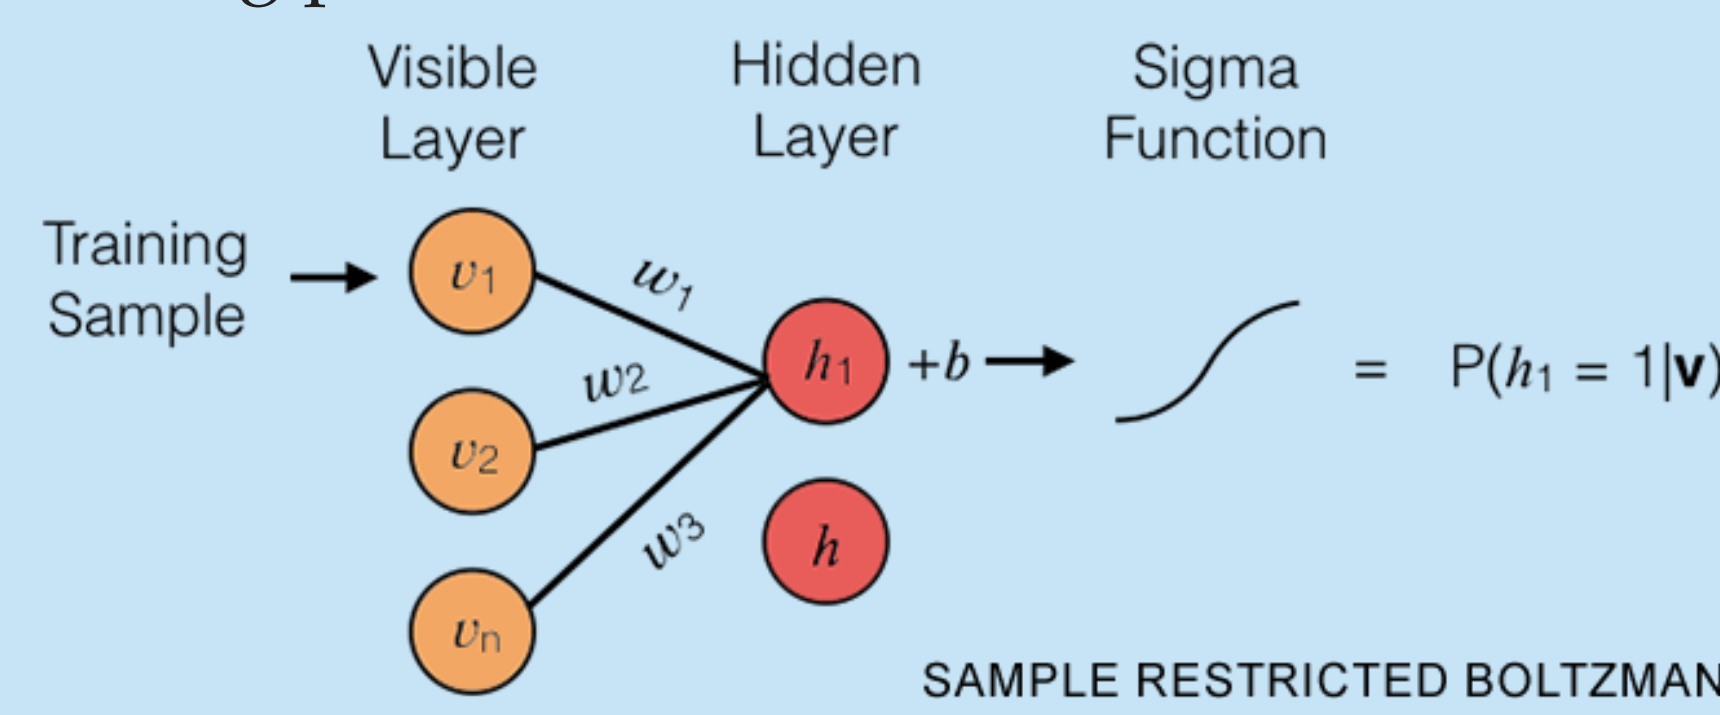 Visible
Layer
Hidden
Layer
Sigma
Function
Training
Sample
v1
v2
vn
w1
w2
w3
h1
+b
h
= P(h1 = 1|v)
SAMPLE RESTRICTED BOLTZMAN